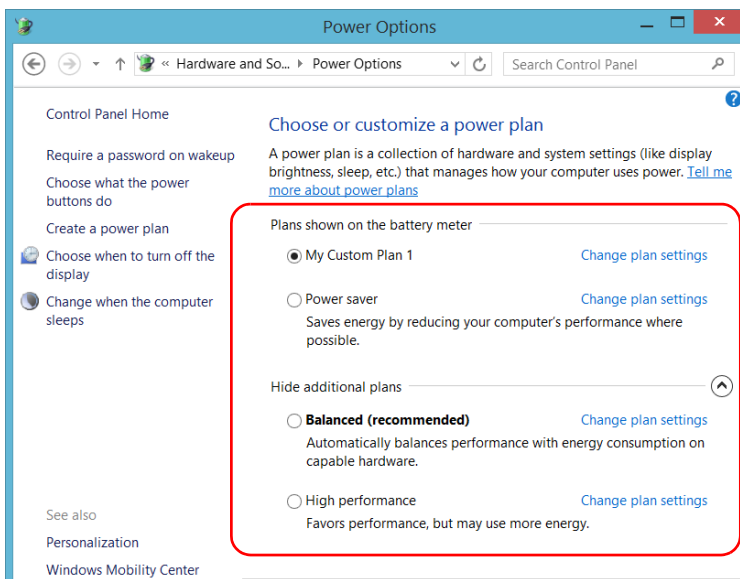 Power Options
« Hardware and So... ▸ Power Options
Search Control Panel
Control Panel Home
Require a password on wakeup
Choose what the power
buttons do
Create a power plan
Choose when to turn off the
display
Change when the computer
sleeps
See also
Personalization
Windows Mobility Center
Choose or customize a power plan
A power plan is a collection of hardware and system settings (like display
brightness, sleep, etc.) that manages how your computer uses power. Tell me
more about power plans
Plans shown on the battery meter
My Custom Plan 1 Change plan settings
Power saver Change plan settings
Saves energy by reducing your computer's performance where
possible.
Hide additional plans
Balanced (recommended) Change plan settings
Automatically balances performance with energy consumption on
capable hardware.
High performance Change plan settings
Favors performance, but may use more energy.